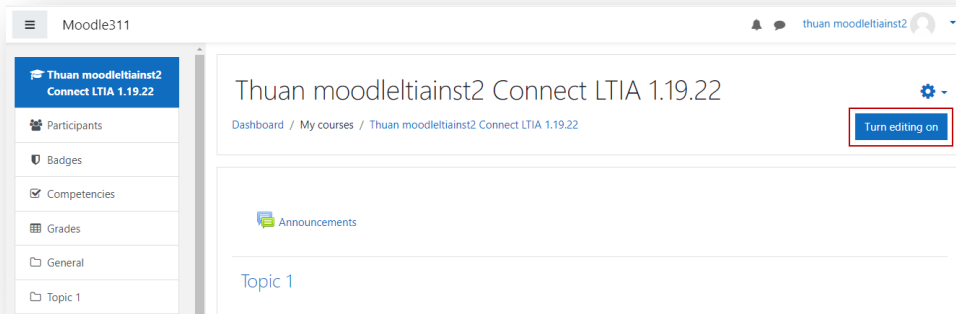 Moodle311
thuan moodleltiainst2
Thuan moodleltiainst2
Connect LTIA 1.19.22
Participants
Badges
Competencies
Grades
General
Topic 1
Thuan moodleltiainst2 Connect LTIA 1.19.22
Dashboard / My courses / Thuan moodleltiainst2 Connect LTIA 1.19.22
Turn editing on
Announcements
Topic 1